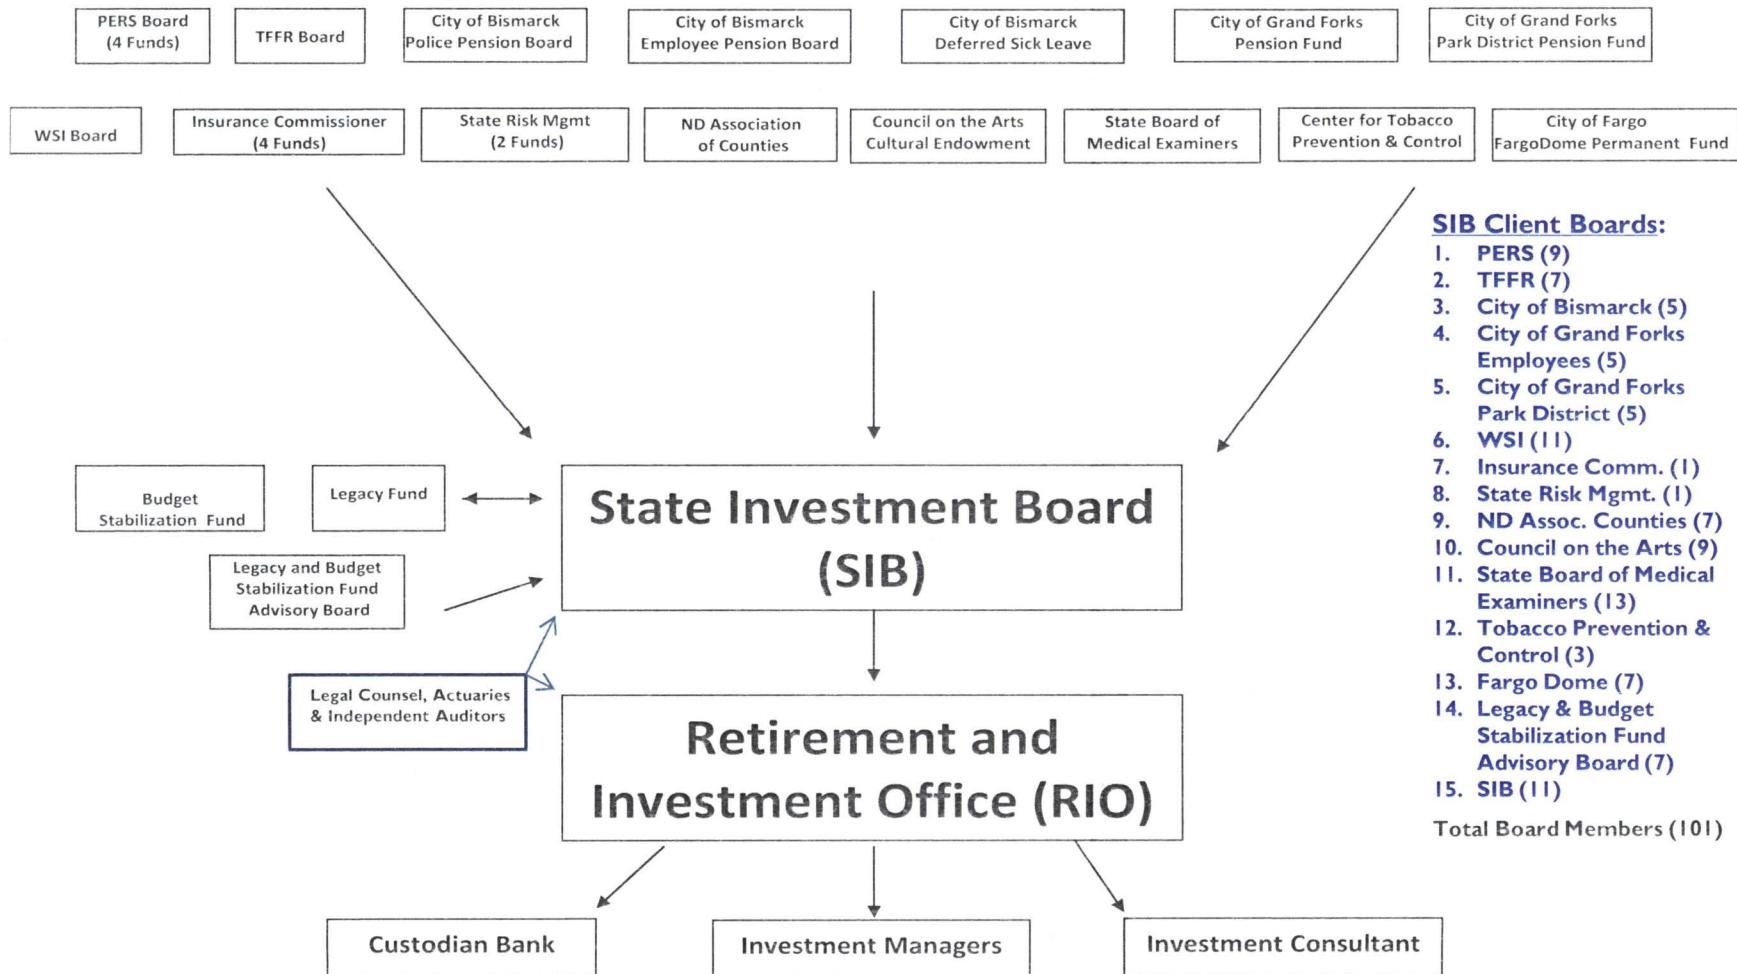 PERS Board
(4 Funds)
TFFR Board
City of Bismarck
Police Pension Board
City of Bismarck
Employee Pension Board
City of Bismarck
Deferred Sick Leave
City of Grand Forks
Pension Fund
City of Grand Forks
Park District Pension Fund
WSI Board
Insurance Commissioner
(4 Funds)
State Risk Mgmt
(2 Funds)
ND Association
of Counties
Council on the Arts
Cultural Endowment
State Board of
Medical Examiners
Center for Tobacco
Prevention & Control
City of Fargo
FargoDome Permanent Fund
SIB Client Boards:
1. PERS (9)
2. TFFR (7)
3. City of Bismarck (5)
4. City of Grand Forks
Employees (5)
5. City of Grand Forks
Park District (5)
6. WSI (11)
7. Insurance Comm. (1)
8. State Risk Mgmt. (1)
9. ND Assoc. Counties (7)
10. Council on the Arts (9)
11. State Board of Medical
Examiners (13)
12. Tobacco Prevention &
Control (3)
13. Fargo Dome (7)
14. Legacy & Budget
Stabilization Fund
Advisory Board (7)
15. SIB (11)
Total Board Members (101)
Budget
Stabilization Fund
Legacy Fund
State Investment Board
(SIB)
Legacy and Budget
Stabilization Fund
Advisory Board
Legal Counsel, Actuaries
& Independent Auditors
Retirement and
Investment Office (RIO)
Custodian Bank
Investment Managers
Investment Consultant